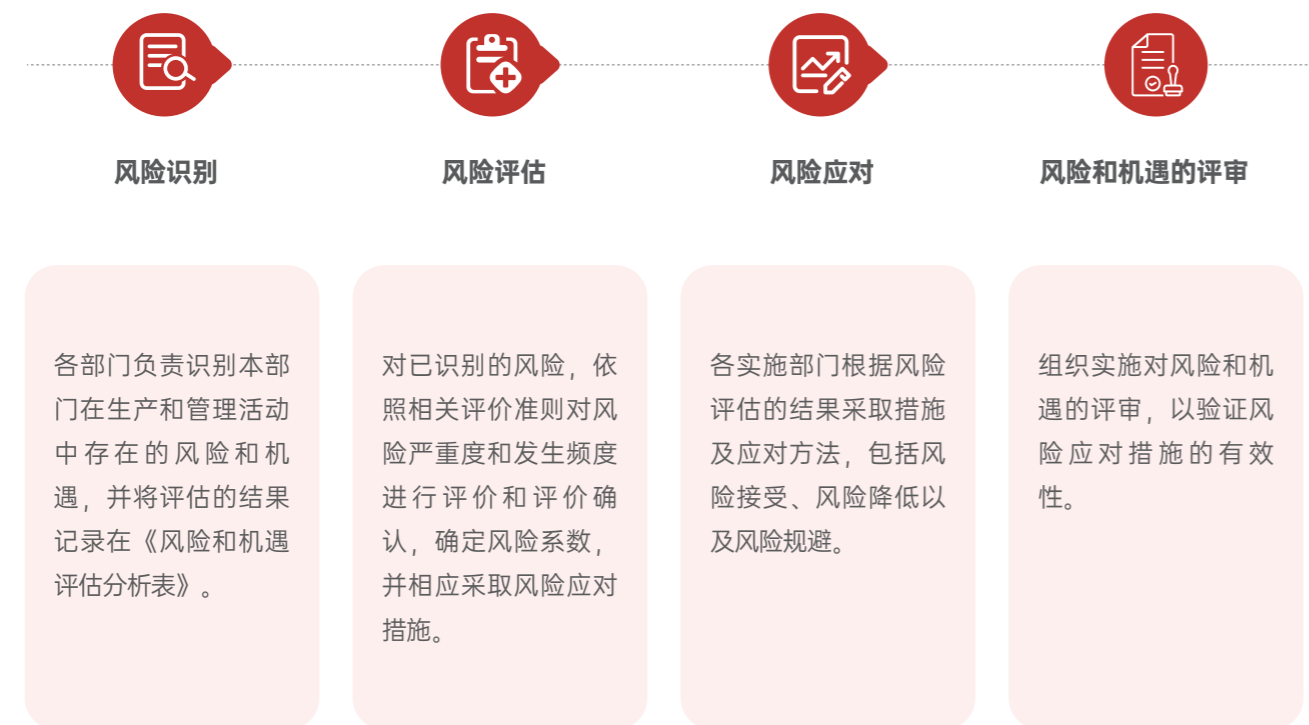 风险识别
风险评估
风险应对
风险和机遇的评审
各部门负责识别本部
门在生产和管理活动
中存在的风险和机
遇，并将评估的结果
记录在《风险和机遇
评估分析表》。
对已识别的风险，依
照相关评价准则对风
险严重度和发生频度
进行评价和评价确
认，确定风险系数，
并相应采取风险应对
措施。
各实施部门根据风险
评估的结果采取措施
及应对方法，包括风
险接受、风险降低以
及风险规避。
组织实施对风险和机
遇的评审，以验证风
险应对措施的有效
性。